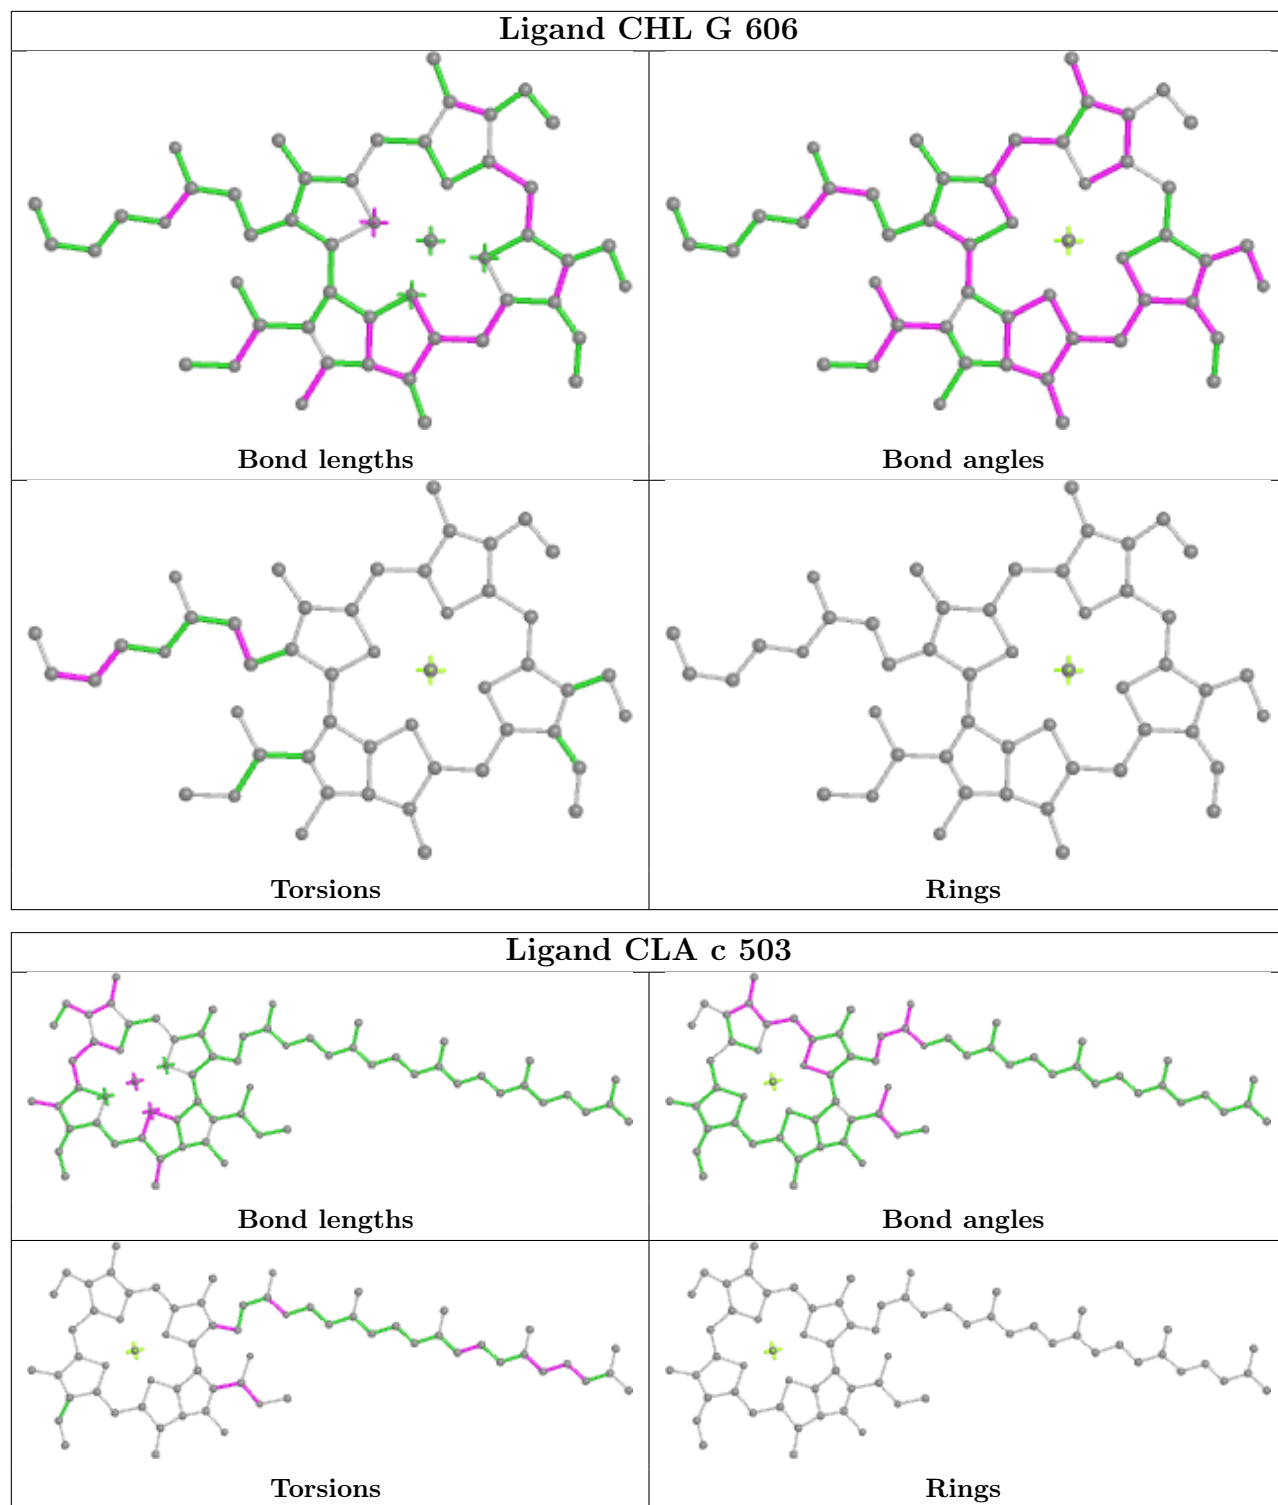 Ligand CHL G 606
Bond lengths
Bond angles
Torsions
Rings
Ligand CLA c 503
Bond lengths
Bond angles
Torsions
Rings